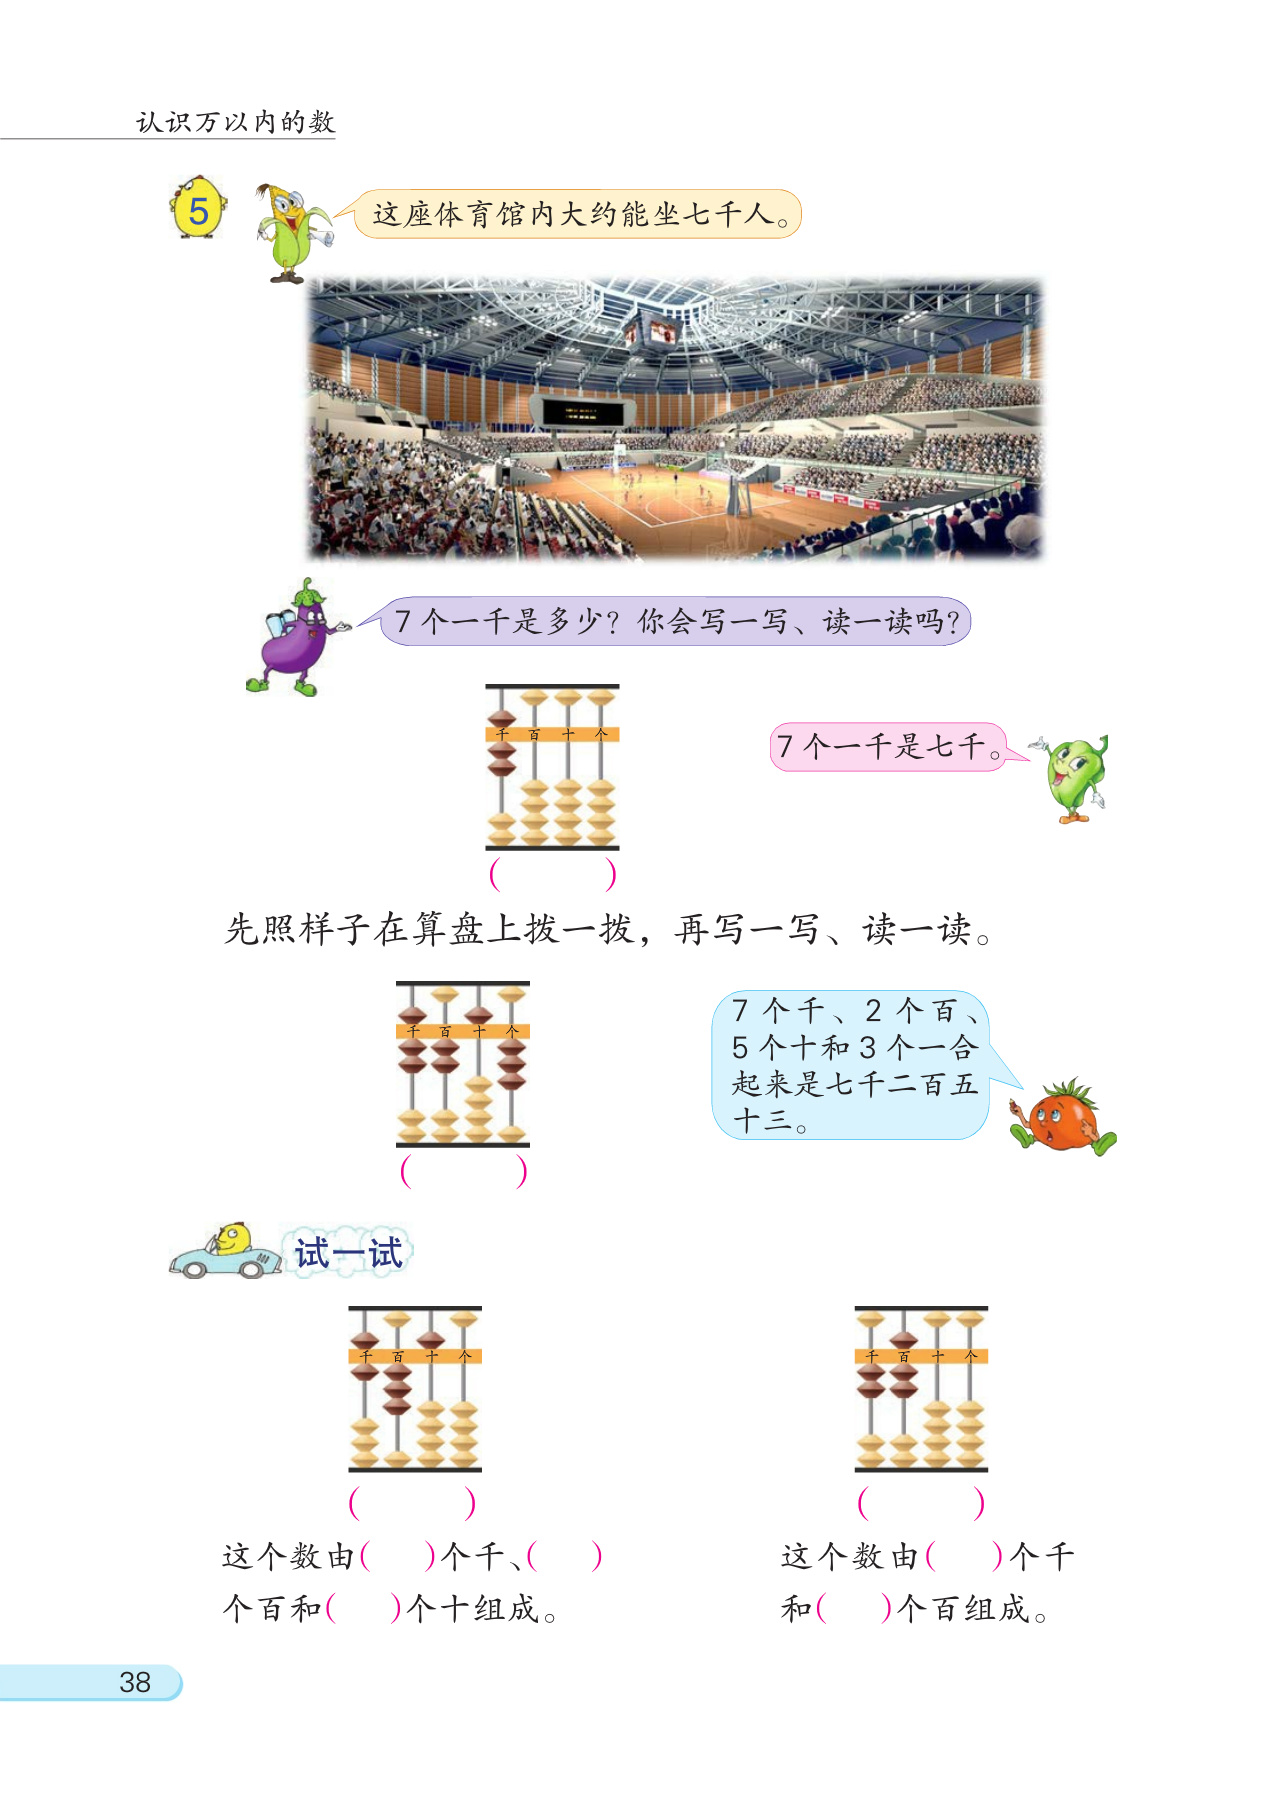 认识万以内的数
5
这座体育馆内大约能坐七千人。
7个一千是多少？你会写一写、读一读吗？
千 百 十 个
7个一千是七千。
(    )
先照样子在算盘上拨一拨，再写一写、读一读。
千 百 十 个
7个千、2个百、
5个十和3个一合
起来是七千二百五
十三。
(    )
试一试
千 百 十 个
(    )
这个数由(  )个千、(  )
个百和(  )个十组成。
千 百 十 个
(    )
这个数由(  )个千
和(  )个百组成。
38